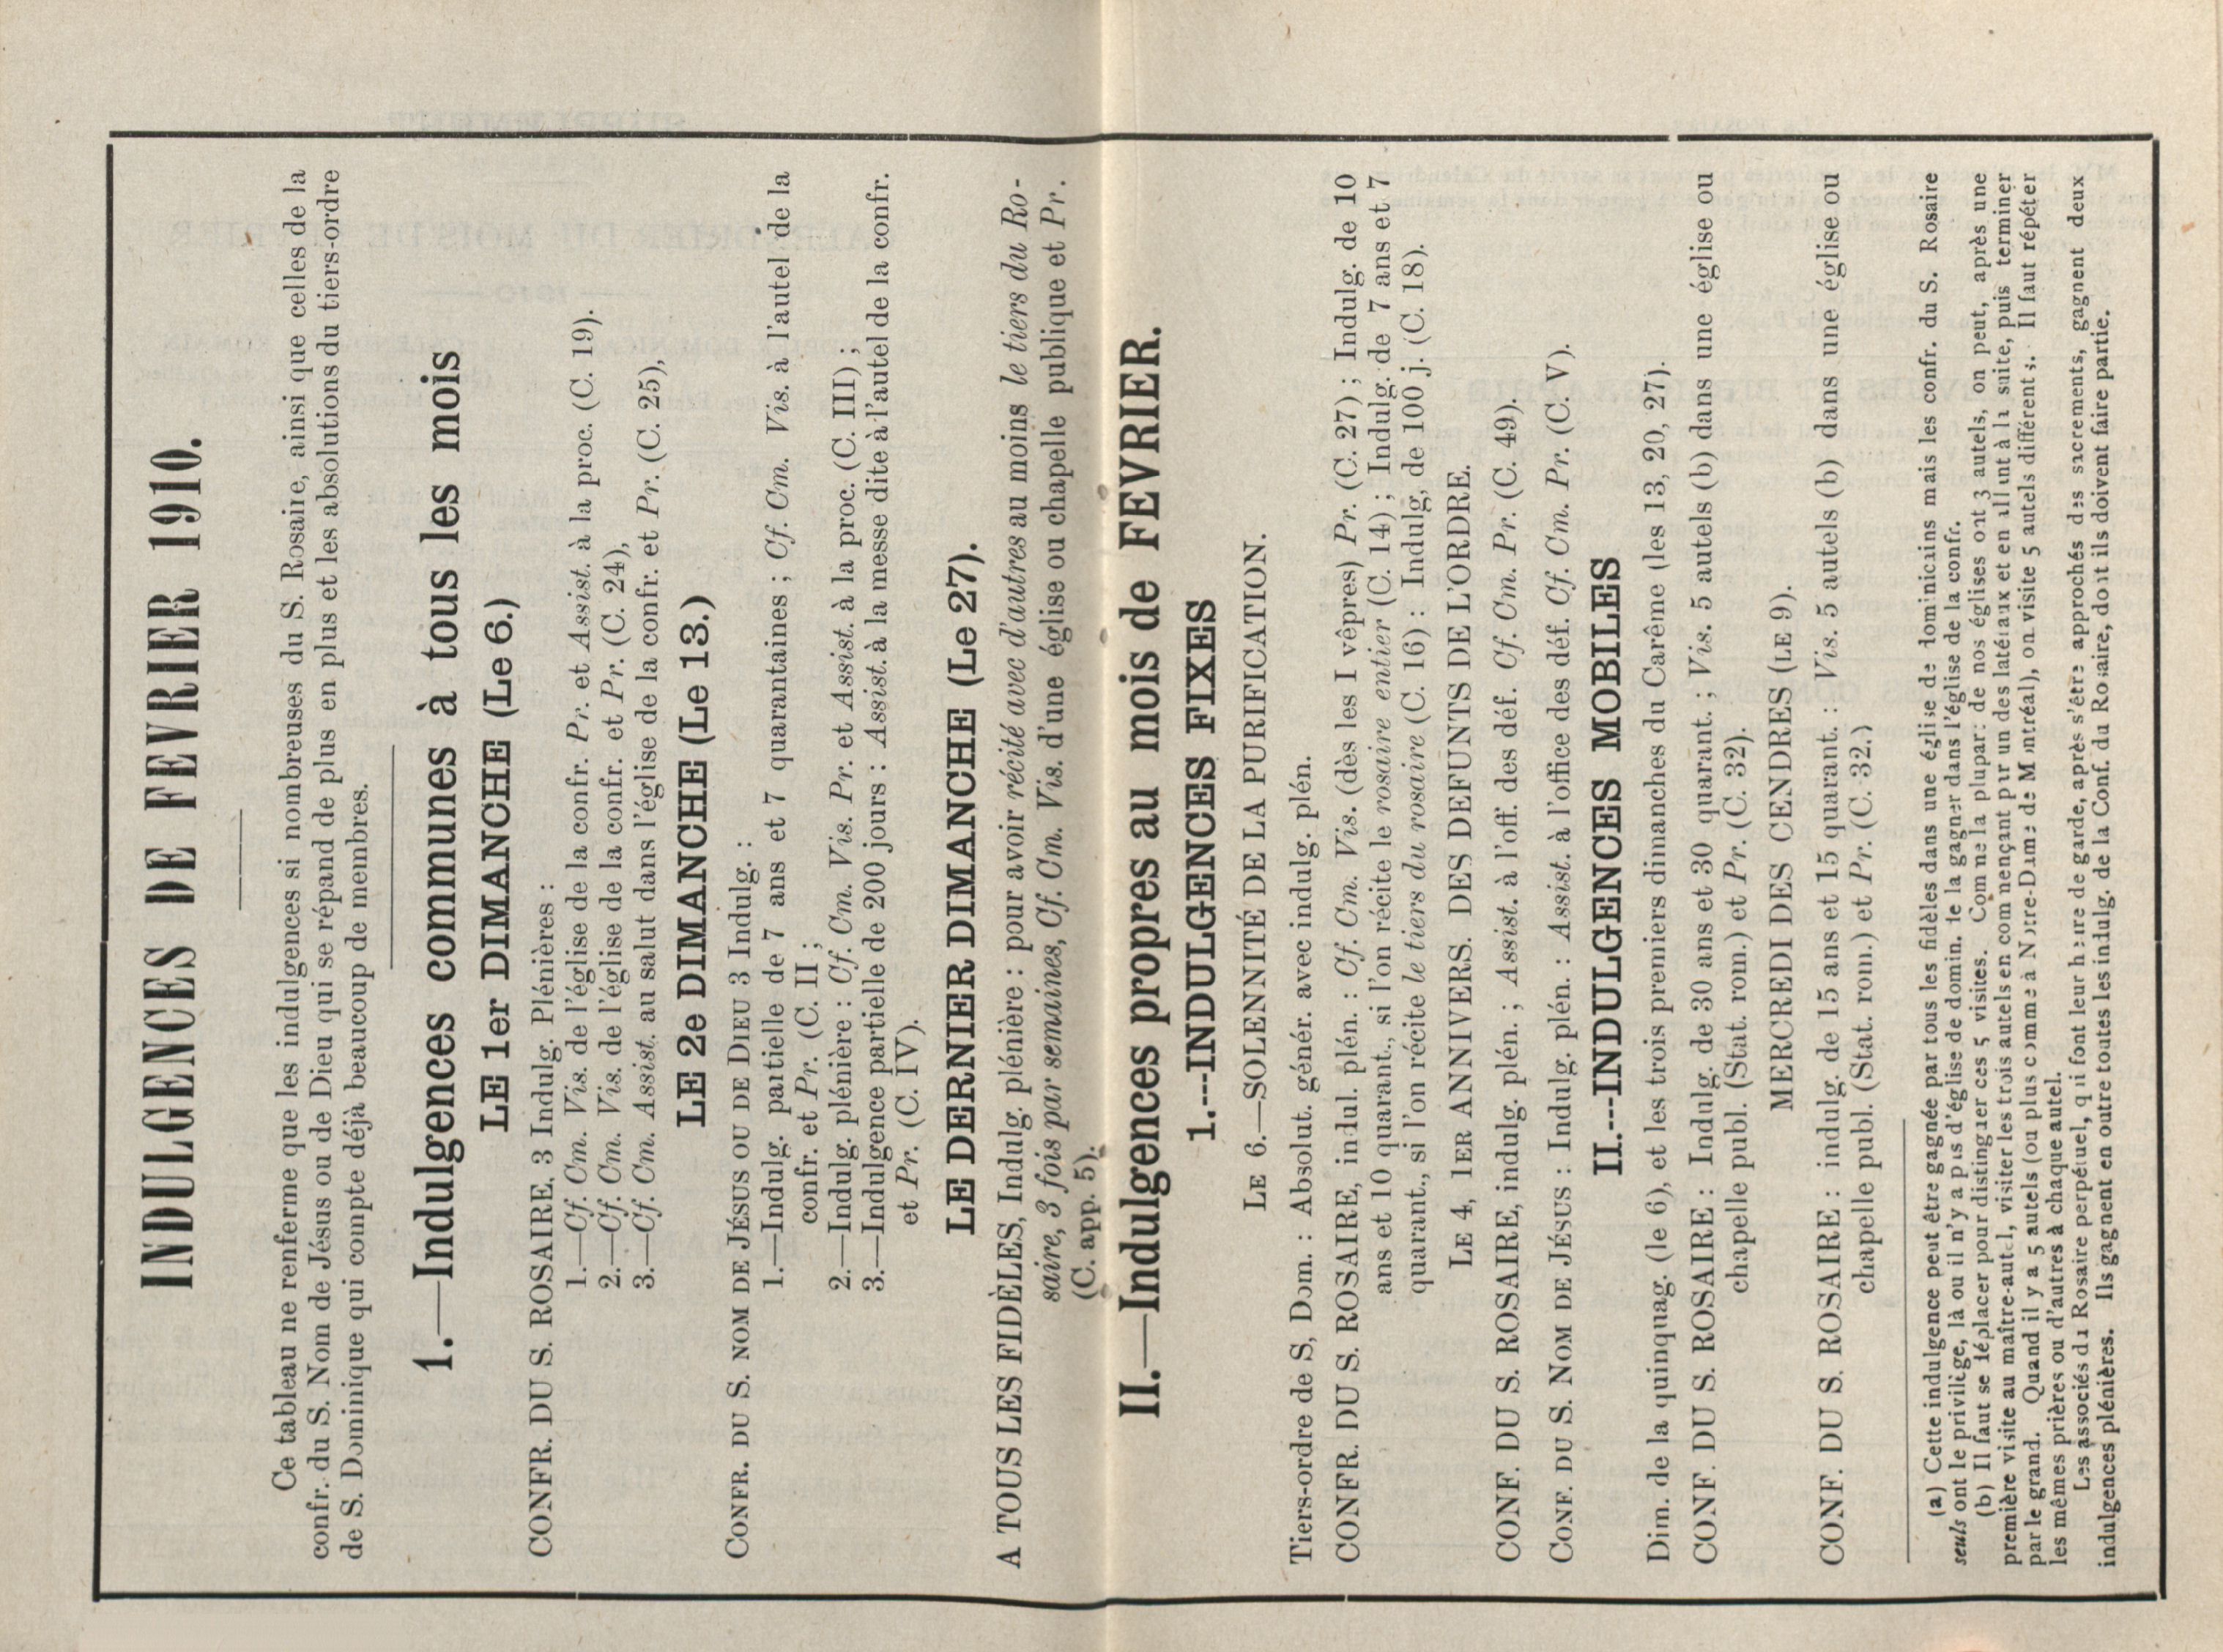 INDULGENCES DE FEVRIER 1910.
Ce tableau ne renferme que les indulgences si nombreuses du S. Rosaire, ainsi que celles de la
confr. du S. Nom de Jésus ou de Dieu qui se répand de plus en plus et les absolutions du tiers-ordre
de S. Dominique qui compte déjà beaucoup de membres.
1.—Indulgences communes à tous les mois
LE 1er DIMANCHE (Le 6.)
CONFR. DU S. ROSAIRE, 3 Indulg. Plénières :
1.—Cf. Cm. Vis. de l'église de la confr. Pr. et Assist. à la proc. (C. 19).
2.—Cf. Cm. Vis. de l'église de la confr. et Pr. (C. 24),
3.—Cf. Cm. Assist. au salut dans l'église de la confr. et Pr. (C. 25),
LE 2e DIMANCHE (Le 13.)
CONFR. DU S. NOM DE JÉSUS OU DE DIEU 3 Indulg. :
1.—Indulg. partielle de 7 ans et 7 quarantaines ; Cf. Cm. Vis. à l'autel de la
confr. et Pr. (C. II ;
2.—Indulg. plénière : Cf. Cm. Vis. Pr. et Assist. à la proc. (C. III) ;
3.—Indulgence partielle de 200 jours : Assist. à la messe dite à l'autel de la confr.
et Pr. (C. IV).
LE DERNIER DIMANCHE (Le 27).
A TOUS LES FIDÈLES, Indulg. plénière : pour avoir récité avec d'autres au moins le tiers du Ro-
saire, 3 fois par semaines, Cf. Cm. Vis. d'une église ou chapelle publique et Pr.
(C. app. 5).
II.—Indulgences propres au mois de FEVRIER.
1.---INDULGENCES FIXES
LE 6.—SOLENNITÉ DE LA PURIFICATION.
Tiers-ordre de S, Dom. : Absolut. génér. avec indulg. plén.
CONFR. DU S. ROSAIRE, indul. plén. : Cf. Cm. Vis. (dès les I vêpres) Pr. (C. 27) ; Indulg. de 10
ans et 10 quarant., si l'on récite le rosaire entier (C. 14) ; Indulg. de 7 ans et 7
quarant., si l'on récite le tiers du rosaire (C. 16) : Indulg, de 100 j. (C. 18).
LE 4, 1ER ANNIVERS. DES DEFUNTS DE L'ORDRE.
CONF. DU S. ROSAIRE, indulg. plén. ; Assist. à l'off. des déf. Cf. Cm. Pr. (C. 49).
CONF. DU S. NOM DE JÉSUS : Indulg. plén. : Assist. à l'office des déf. Cf. Cm. Pr. (C. V).
II.---INDULGENCES MOBILES
Dim. de la quinquag. (le 6), et les trois premiers dimanches du Carême (les 13, 20, 27).
CONF. DU S. ROSAIRE : Indulg. de 30 ans et 30 quarant. ; Vis. 5 autels (b) dans une église ou
chapelle publ. (Stat. rom.) et Pr. (C. 32).
MERCREDI DES CENDRES (LE 9).
CONF. DU S. ROSAIRE : indulg. de 15 ans et 15 quarant. : Vis. 5 autels (b) dans une église ou
chapelle publ. (Stat. rom.) et Pr. (C. 32.)
(a) Cette indulgence peut être gagnée par tous les fidèles dans une église de dominicains mais les confr. du S. Rosaire
seuls ont le privilège, là ou il n'y a pas d'église de domin. de la gagner dans l'église de la confr.
(b) Il faut se déplacer pour distinguer ces 5 visites. Comme la plupart de nos églises ont 3 autels, on peut, après une
première visite au maître-autel, visiter les trois autels en commençant par un des latéraux et en allant à la suite, puis terminer
par le grand. Quand il y a 5 autels (ou plus comme à Notre-Dame de Montréal), on visite 5 autels différents. Il faut répéter
les mêmes prières ou d'autres à chaque autel.
Les associés du Rosaire perpétuel, qui font leur heure de garde, après s'être approchés des sacrements, gagnent deux
indulgences plénières. Ils gagnent en outre toutes les indulg. de la Conf. du Rosaire, dont ils doivent faire partie.